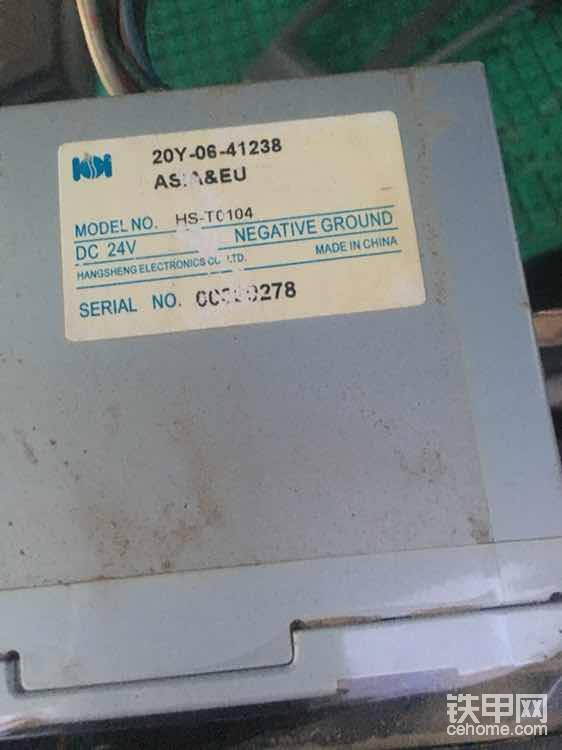 20Y-06-41238
ASIA&EU
MODEL NO. HS-T0104
DC 24V NEGATIVE GROUND
HANGSHENG ELECTRONICS CO., LTD. MADE IN CHINA
SERIAL NO.
铁甲网
cehome.com